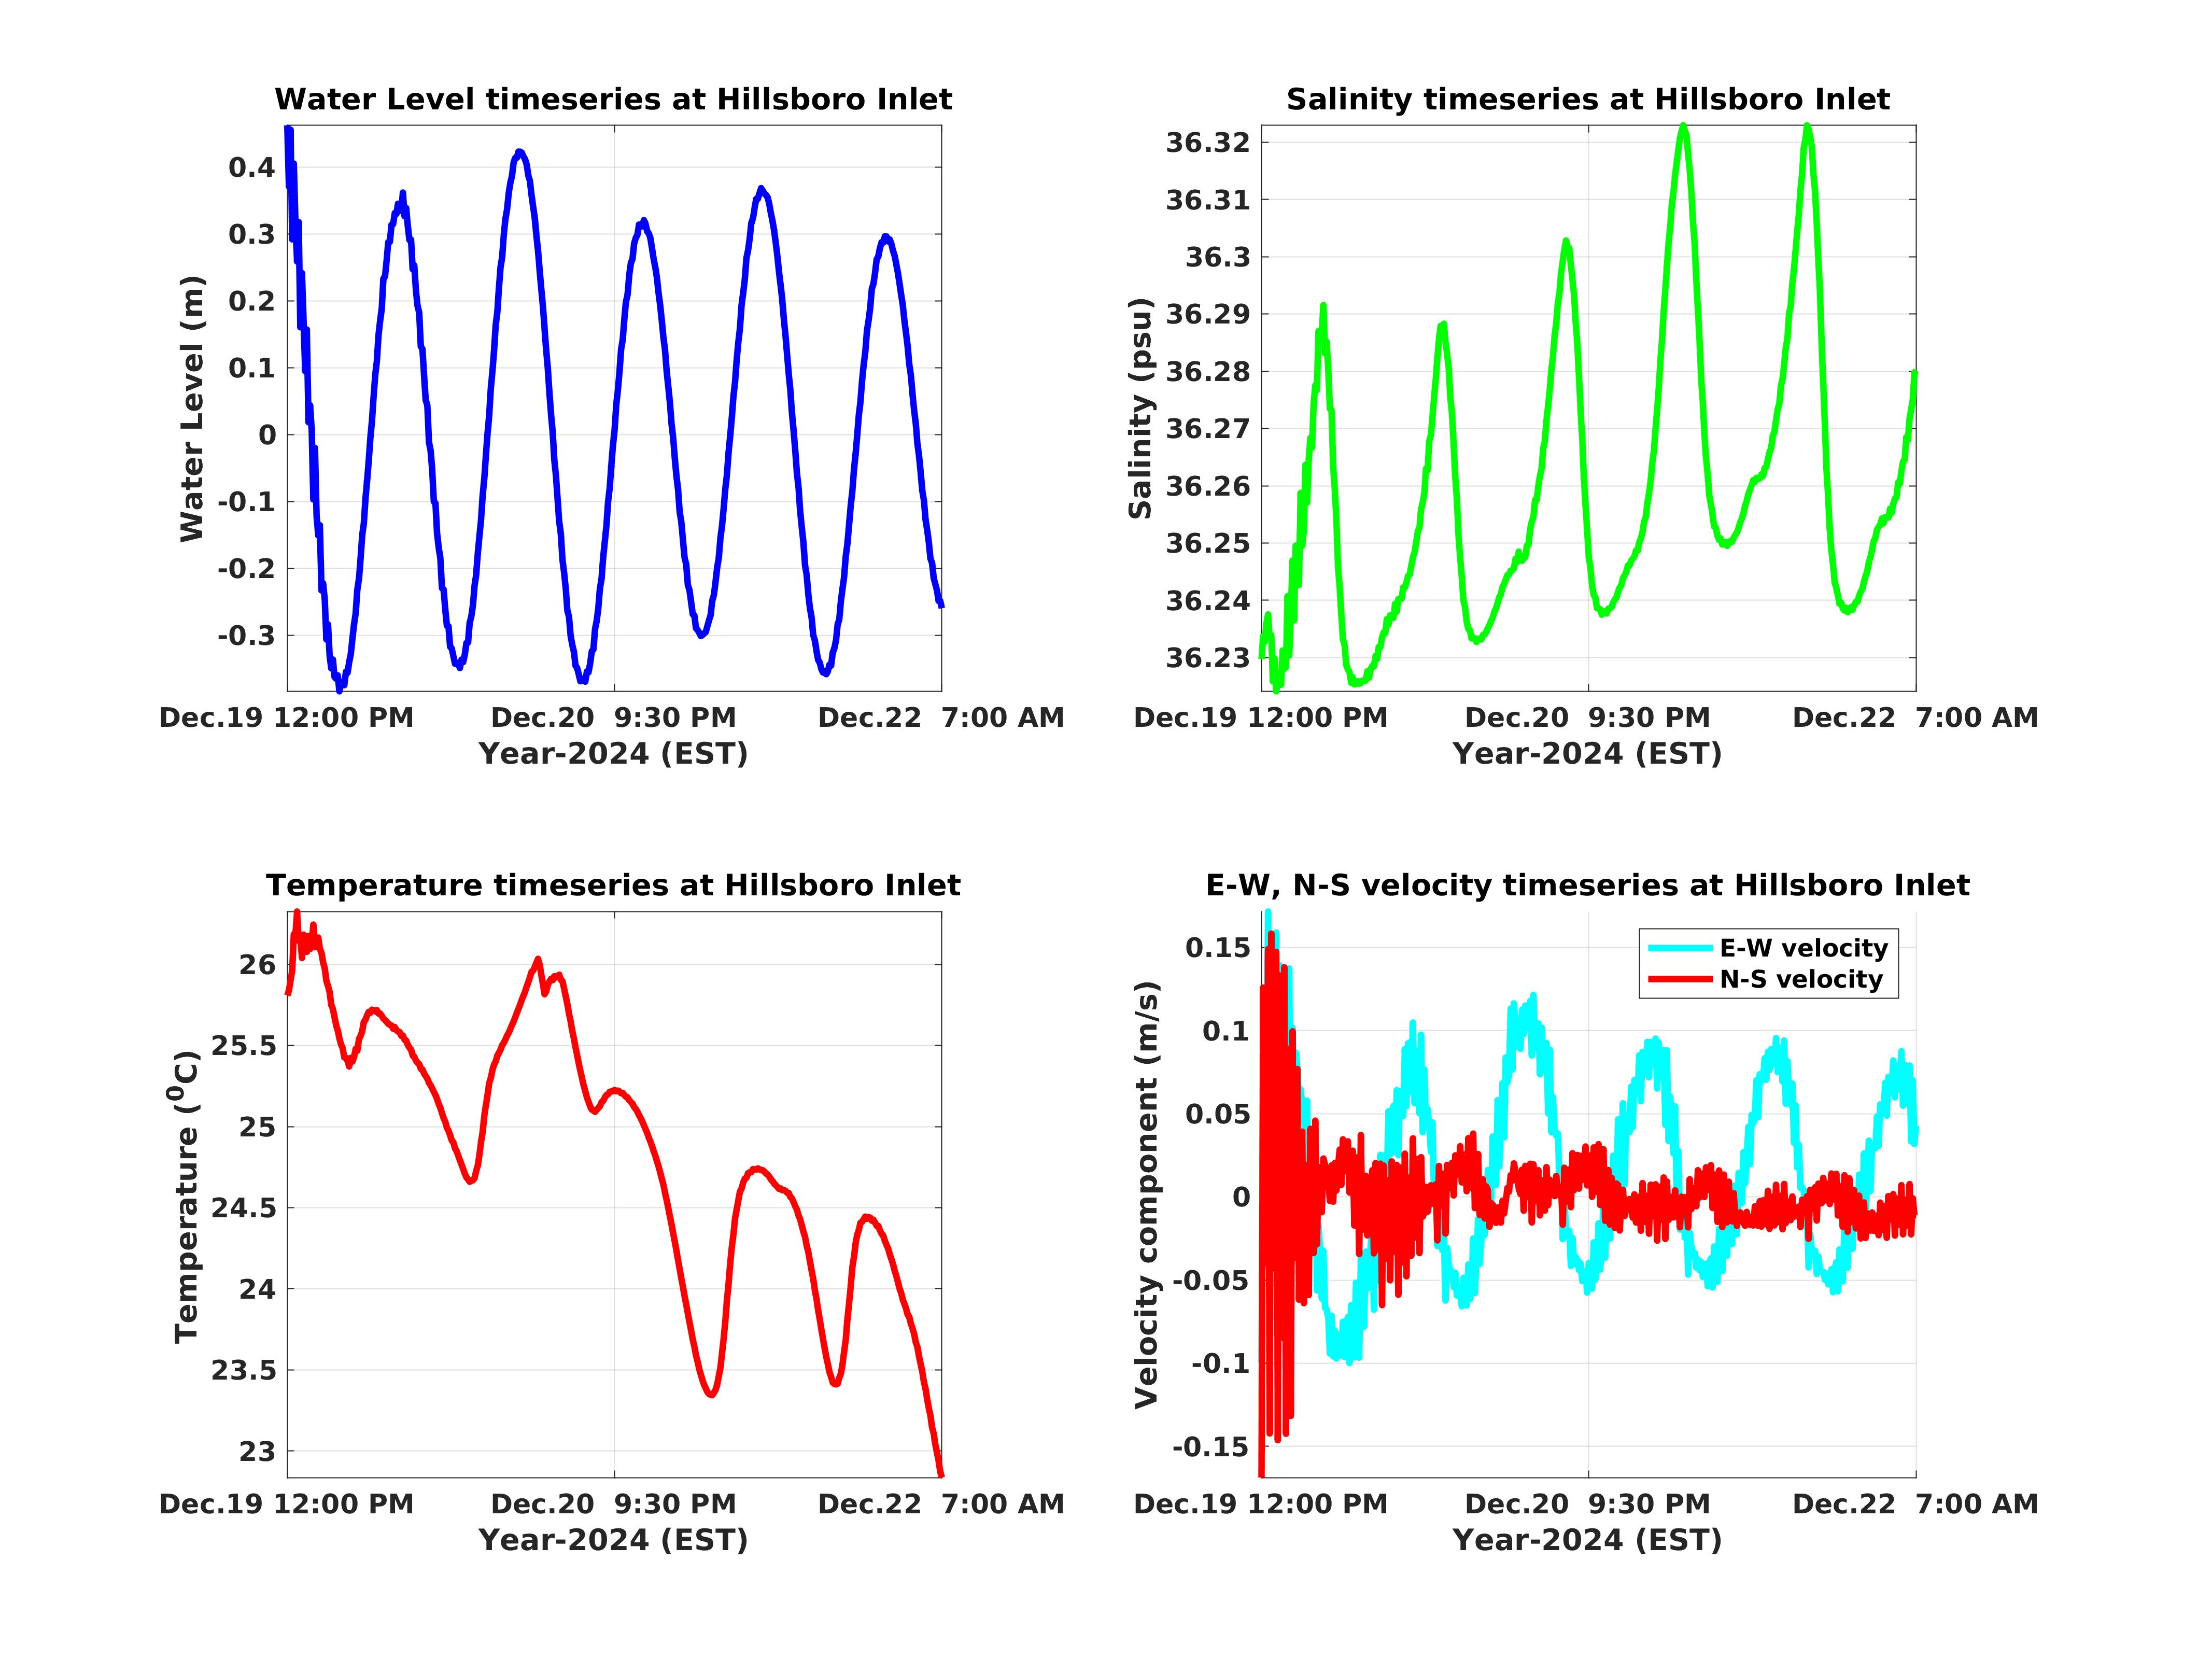 Water Level timeseries at Hillsboro Inlet
Water Level (m)
0.4
0.3
0.2
0.1
0
-0.1
-0.2
-0.3
Dec.19 12:00 PM
Dec.20 9:30 PM
Dec.22 7:00 AM
Year-2024 (EST)
Salinity timeseries at Hillsboro Inlet
Salinity (psu)
36.32
36.31
36.3
36.29
36.28
36.27
36.26
36.25
36.24
36.23
Dec.19 12:00 PM
Dec.20 9:30 PM
Dec.22 7:00 AM
Year-2024 (EST)
Temperature timeseries at Hillsboro Inlet
Temperature (⁰C)
26
25.5
25
24.5
24
23.5
23
Dec.19 12:00 PM
Dec.20 9:30 PM
Dec.22 7:00 AM
Year-2024 (EST)
E-W, N-S velocity timeseries at Hillsboro Inlet
Velocity component (m/s)
0.15
0.1
0.05
0
-0.05
-0.1
-0.15
E-W velocity
N-S velocity
Dec.19 12:00 PM
Dec.20 9:30 PM
Dec.22 7:00 AM
Year-2024 (EST)